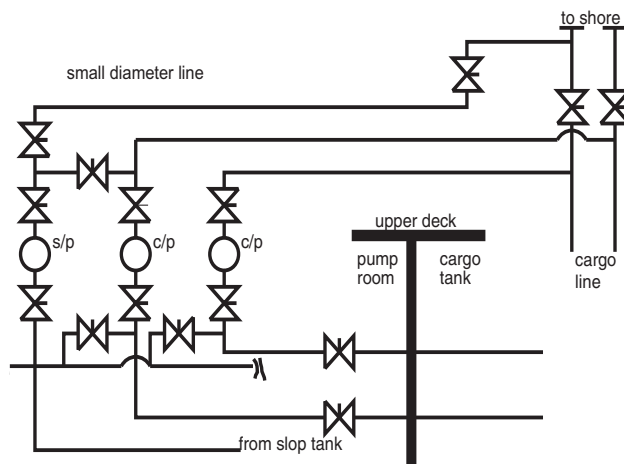 to shore
small diameter line
upper deck
s/p
c/p
c/p
pump
room
cargo
tank
cargo
line
from slop tank